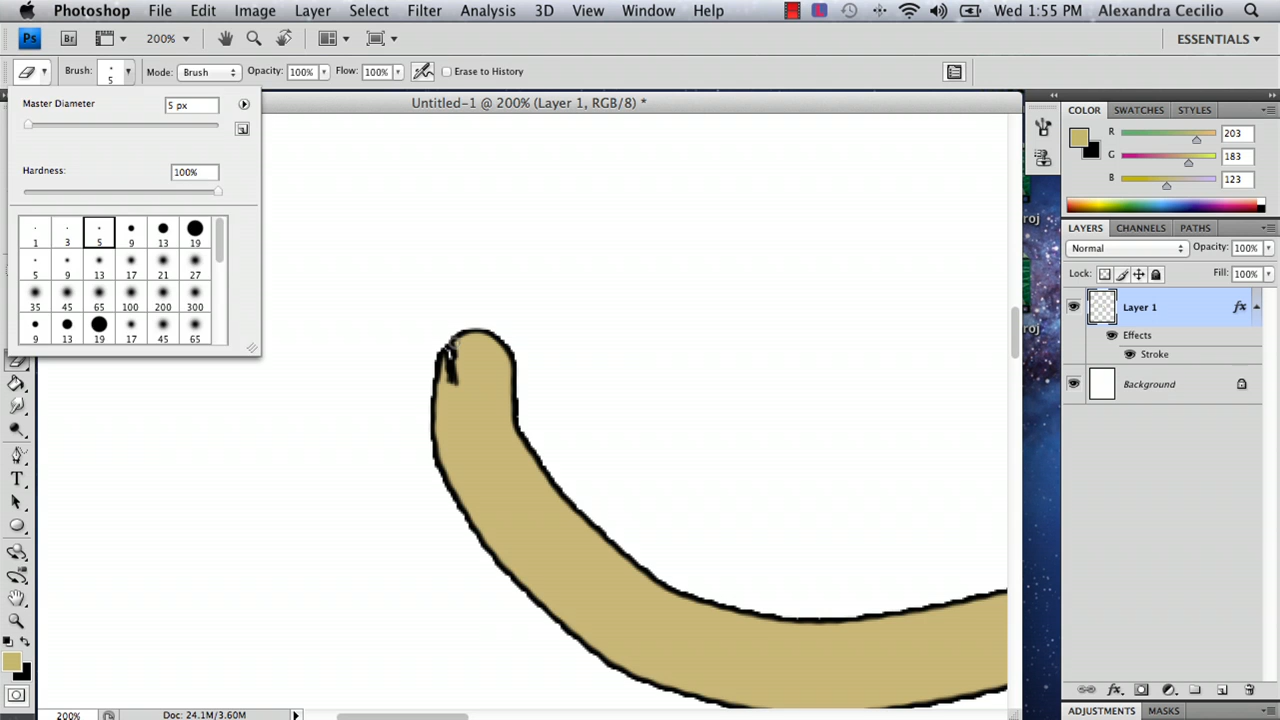 Photoshop File Edit Image Layer Select Filter Analysis 3D View Window Help Wed 1:55 PM Alexandra Cecilio
Ps Br 200% ESSENTIALS
Brush: 5 Mode: Brush Opacity: 100% Flow: 100% Erase to History
Master Diameter 5 px
Hardness: 100%
1 3 5 9 13 19
5 9 13 17 21 27
35 45 65 100 200 300
9 13 19 17 45 65
Untitled-1 @ 200% (Layer 1, RGB/8) *
COLOR SWATCHES STYLES
R 203
G 183
B 123
roj
roj
LAYERS CHANNELS PATHS
Normal Opacity: 100%
Lock: Fill: 100%
Layer 1 fx
Effects
Stroke
Background
T
200% Doc: 24.1M/3.60M
fx
ADJUSTMENTS MASKS